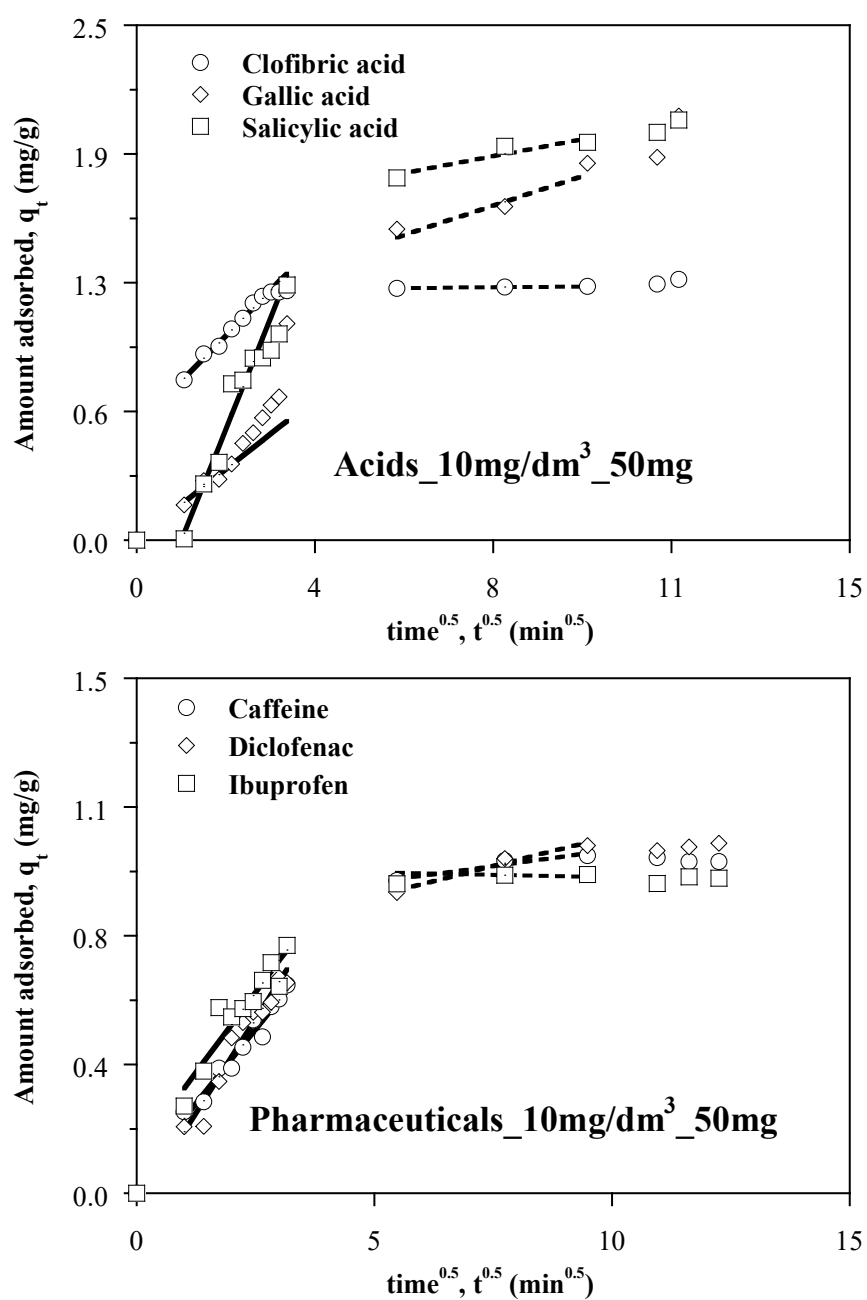 2.5
Clofibric acid
Gallic acid
Salicylic acid
1.9
1.3
0.6
0.0
Amount adsorbed, qt (mg/g)
Acids_10mg/dm3_50mg
0 4 8 11 15
time0.5, t0.5 (min0.5)
1.5
Caffeine
Diclofenac
Ibuprofen
1.1
0.8
0.4
0.0
Amount adsorbed, qt (mg/g)
Pharmaceuticals_10mg/dm3_50mg
0 5 10 15
time0.5, t0.5 (min0.5)